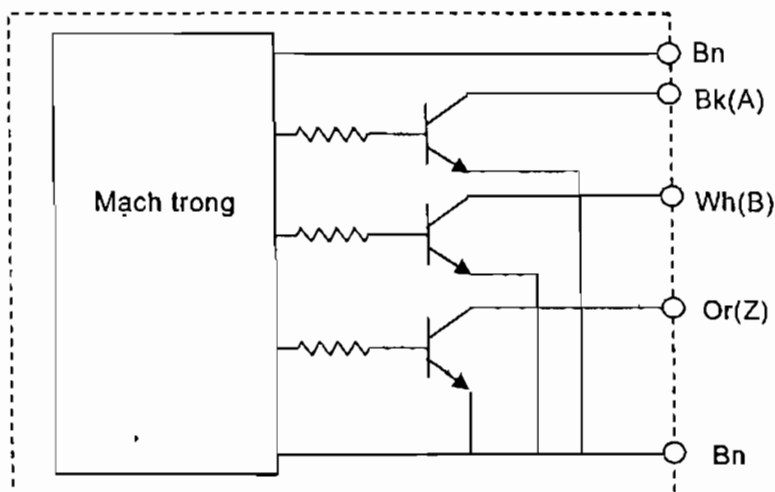 Bn
Bk(A)
Mạch trong
Wh(B)
Or(Z)
Bn